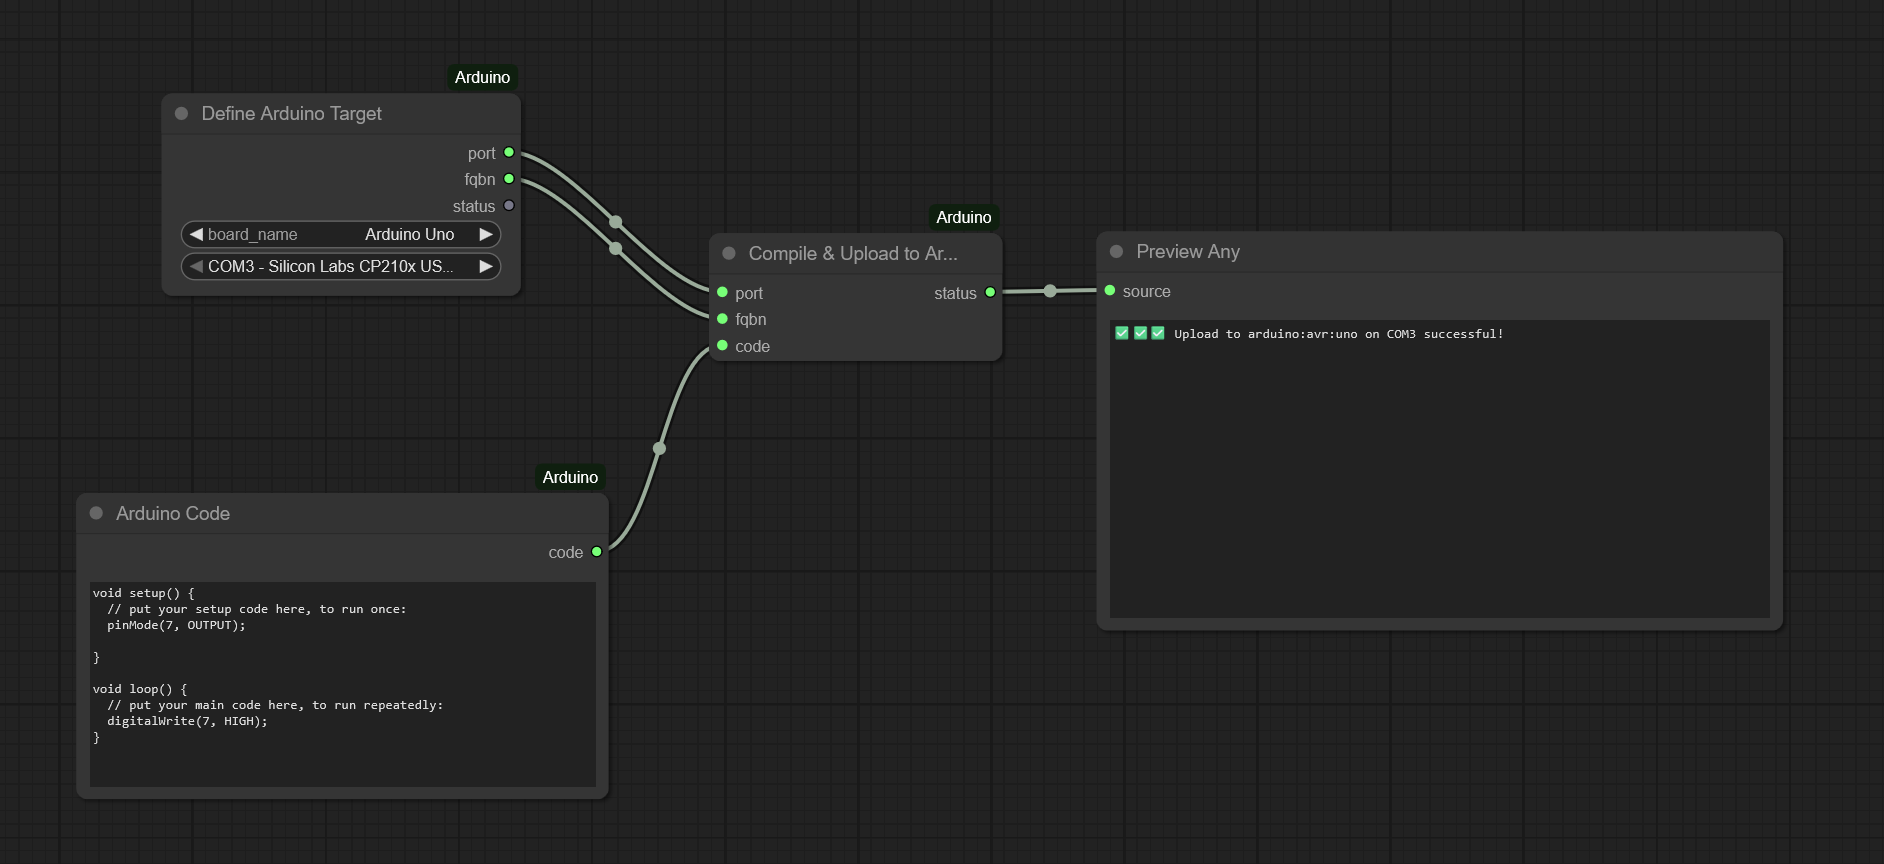 Arduino
Define Arduino Target
port
fqbn
status
board_name Arduino Uno
COM3 - Silicon Labs CP210x US...
Arduino
Compile & Upload to Ar...
port status
fqbn
code
Preview Any
source
✅✅✅ Upload to arduino:avr:uno on COM3 successful!
Arduino
Arduino Code
code
void setup() {
  // put your setup code here, to run once:
  pinMode(7, OUTPUT);

}

void loop() {
  // put your main code here, to run repeatedly:
  digitalWrite(7, HIGH);
}